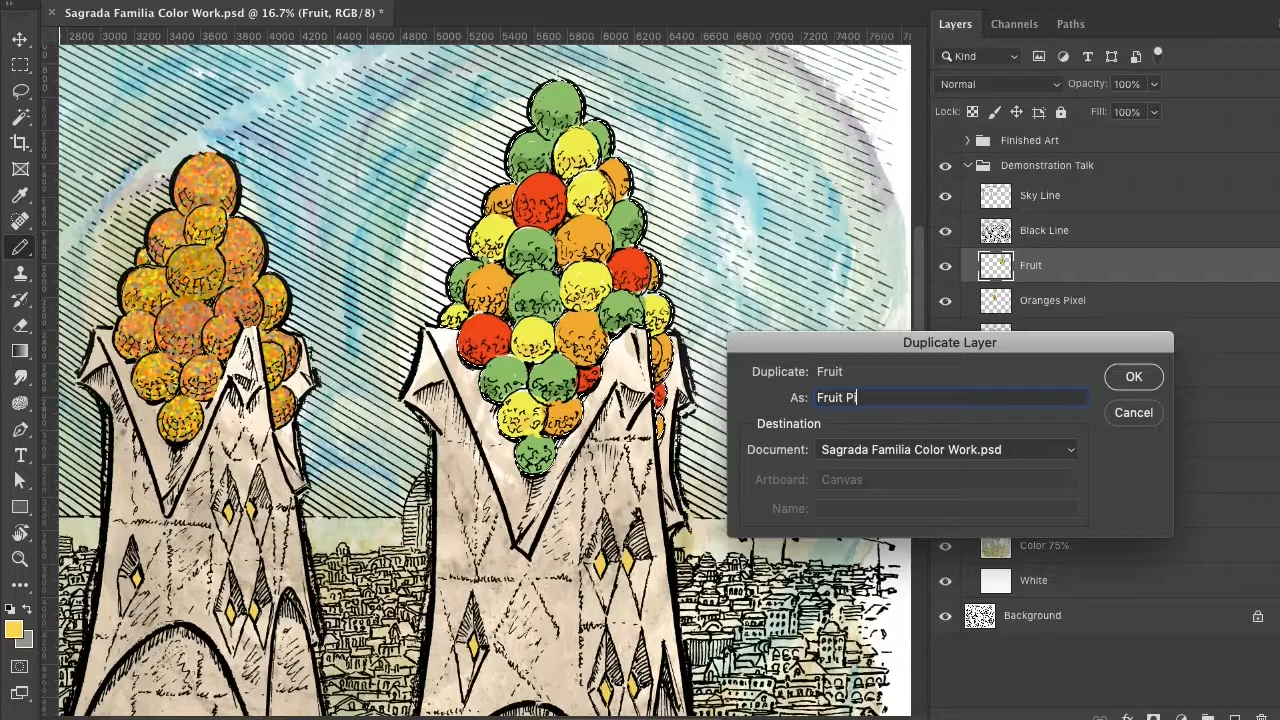 Sagrada Familia Color Work.psd @ 16.7% (Fruit, RGB/8) *
2800 3000 3200 3400 3600 3800 4000 4200 4400 4600 4800 5000 5200 5400 5600 5800 6000 6200 6400 6600 6800 7000 7200 7400 7600
Layers Channels Paths
Kind
Normal Opacity: 100%
Lock: Fill: 100%
Finished Art
Demonstration Talk
Sky Line
Black Line
Fruit
Oranges Pixel
Duplicate Layer
Duplicate: Fruit
OK
As: Fruit Pi
Cancel
Destination
Document: Sagrada Familia Color Work.psd
Artboard: Canvas
Name:
Color 75%
White
Background